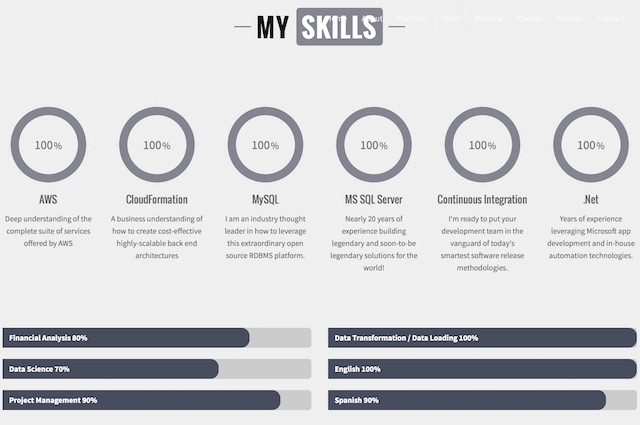 Home About Portfolio Skills Resume Clients Process Contact
MY SKILLS
100% 100% 100% 100% 100% 100%
AWS
Deep understanding of the
complete suite of services
offered by AWS
CloudFormation
A business understanding of
how to create cost-effective
highly-scalable back end
architectures
MySQL
I am an industry thought
leader in how to leverage
this extraordinary open
source RDBMS platform.
MS SQL Server
Nearly 20 years of
experience building
legendary and soon-to-be
legendary solutions for the
world!
Continuous Integration
I'm ready to put your
development team in the
vanguard of today's
smartest software release
methodologies.
.Net
Years of experience
leveraging Microsoft app
development and in-house
automation technologies.
Financial Analysis 80%
Data Transformation / Data Loading 100%
Data Science 70%
English 100%
Project Management 90%
Spanish 90%